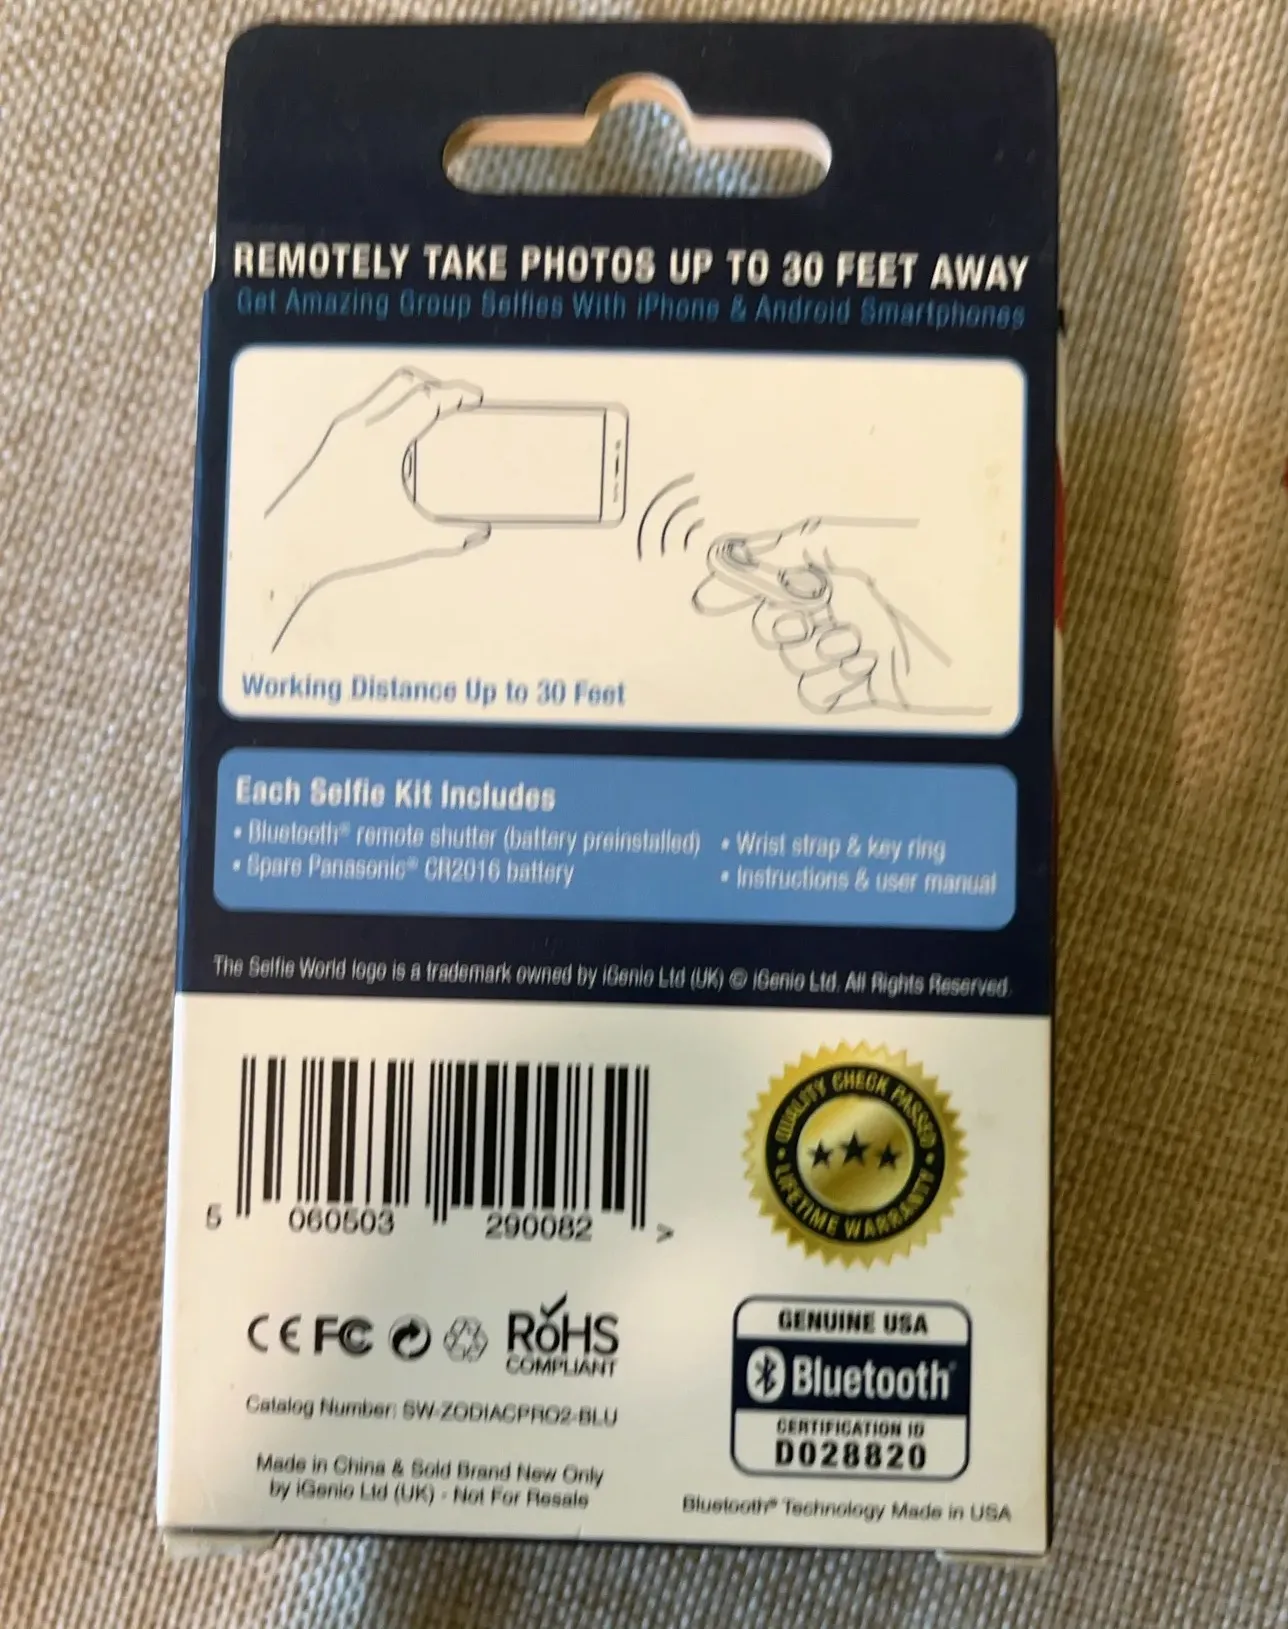 REMOTELY TAKE PHOTOS UP TO 30 FEET AWAY
Get Amazing Group Selfies With iPhone & Android Smartphones
Working Distance Up to 30 Feet
Each Selfie Kit Includes
• Bluetooth® remote shutter (battery preinstalled)
• Spare Panasonic® CR2016 battery
• Wrist strap & key ring
• Instructions & user manual
The Selfie World logo is a trademark owned by iGenio Ltd (UK) © iGenio Ltd. All Rights Reserved.
5 060503 290082 >
QUALITY CHECK PASSED
• LIFETIME WARRANTY •
CE FC RoHS
COMPLIANT
Catalog Number: SW-ZODIACPRO2-BLU
Made in China & Sold Brand New Only
by iGenio Ltd (UK) - Not For Resale
GENUINE USA
Bluetooth®
CERTIFICATION ID
D028820
Bluetooth® Technology Made in USA